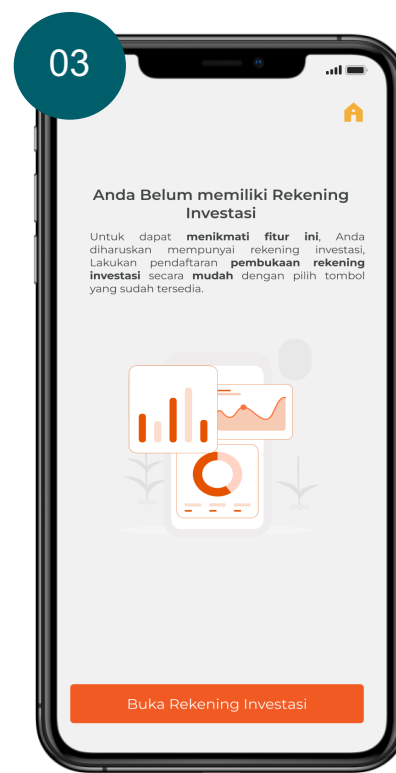 03
Anda Belum memiliki Rekening
Investasi
Untuk dapat menikmati fitur ini, Anda
diharuskan mempunyai rekening investasi,
Lakukan pendaftaran pembukaan rekening
investasi secara mudah dengan pilih tombol
yang sudah tersedia.
Buka Rekening Investasi